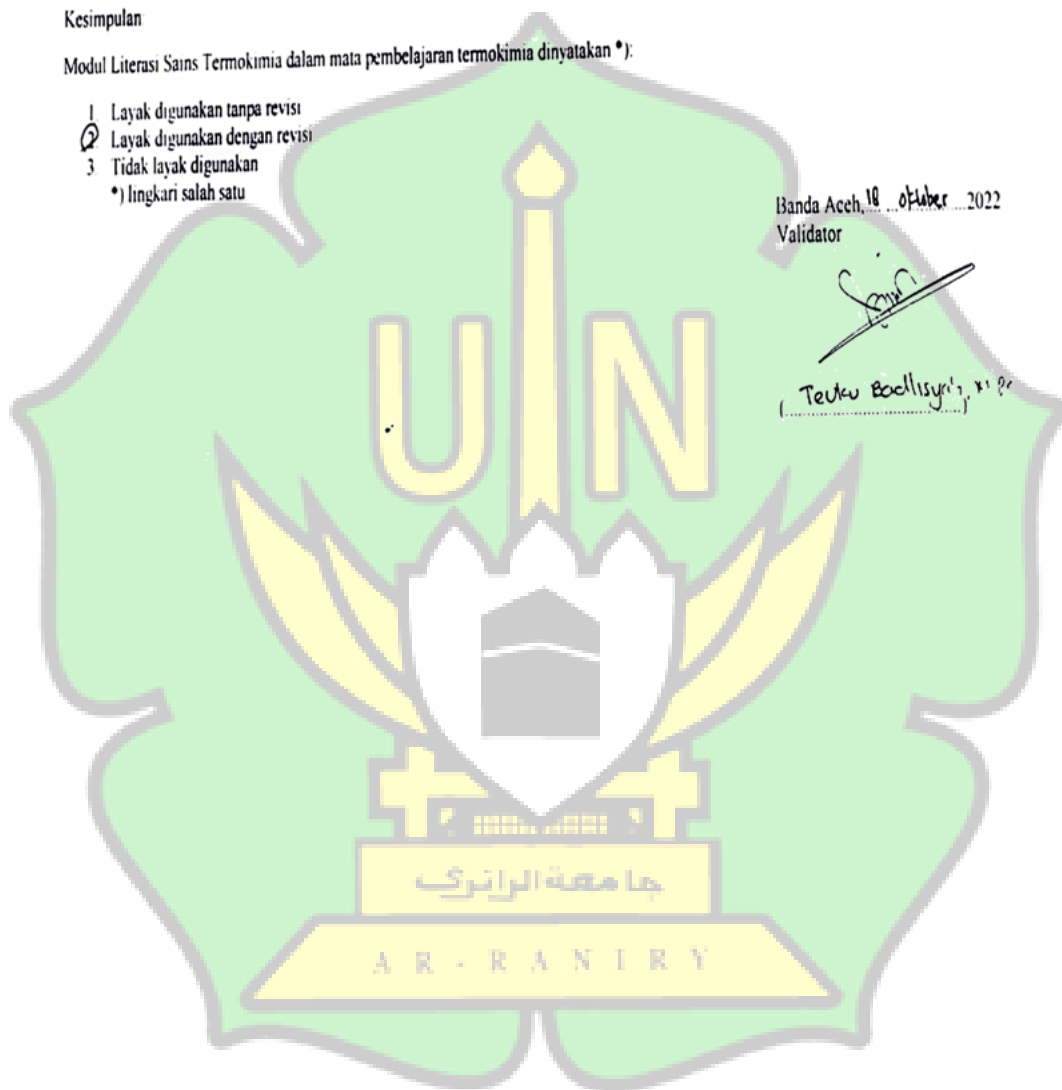 Kesimpulan
Modul Literasi Sains Termokimia dalam mata pembelajaran termokimia dinyatakan *):
1 Layak digunakan tanpa revisi
2 Layak digunakan dengan revisi
3 Tidak layak digunakan
*) lingkari salah satu
Banda Aceh, 18 oktober 2022
Validator
(Teuku Badlisyah,
UIN
جامعة الرانري
AR-RANIRY